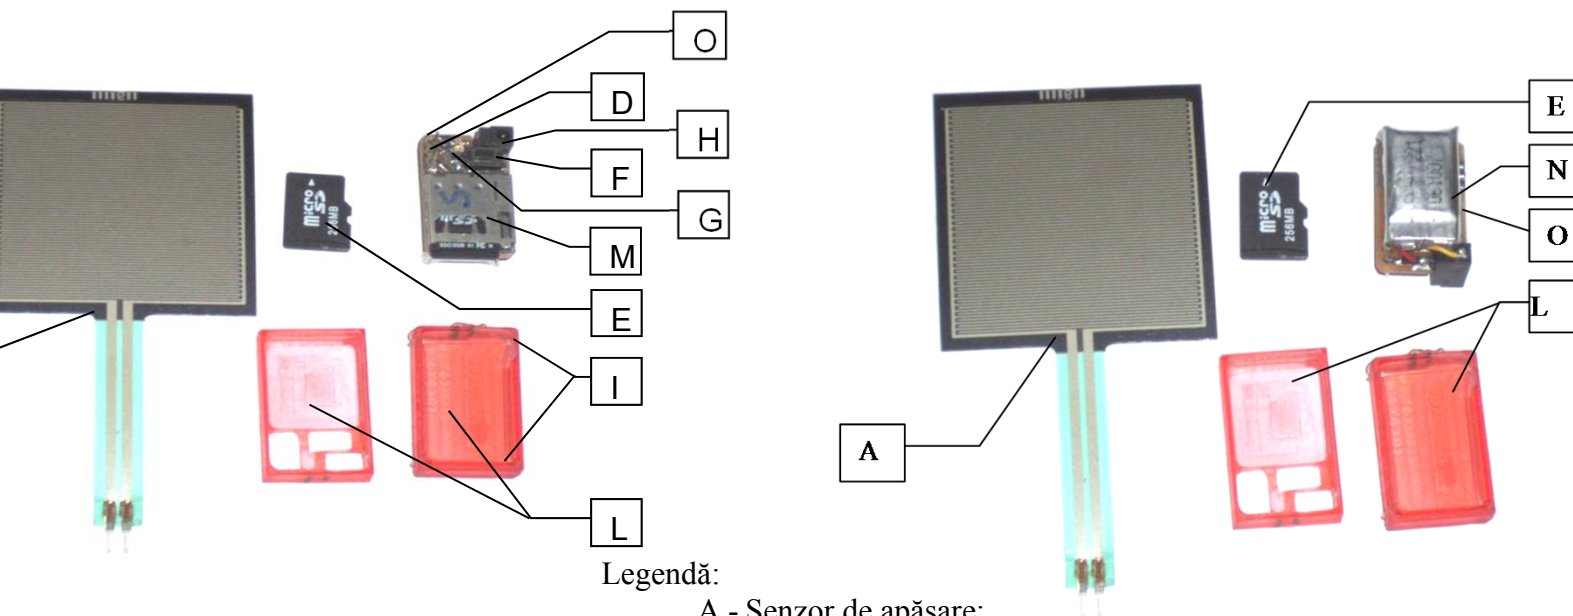 O
D
H
F
G
M
E
I
L
E
N
O
L
A
micro
SD
micro
SD
256MB
Legendă:
A - Senzor de apăsare;